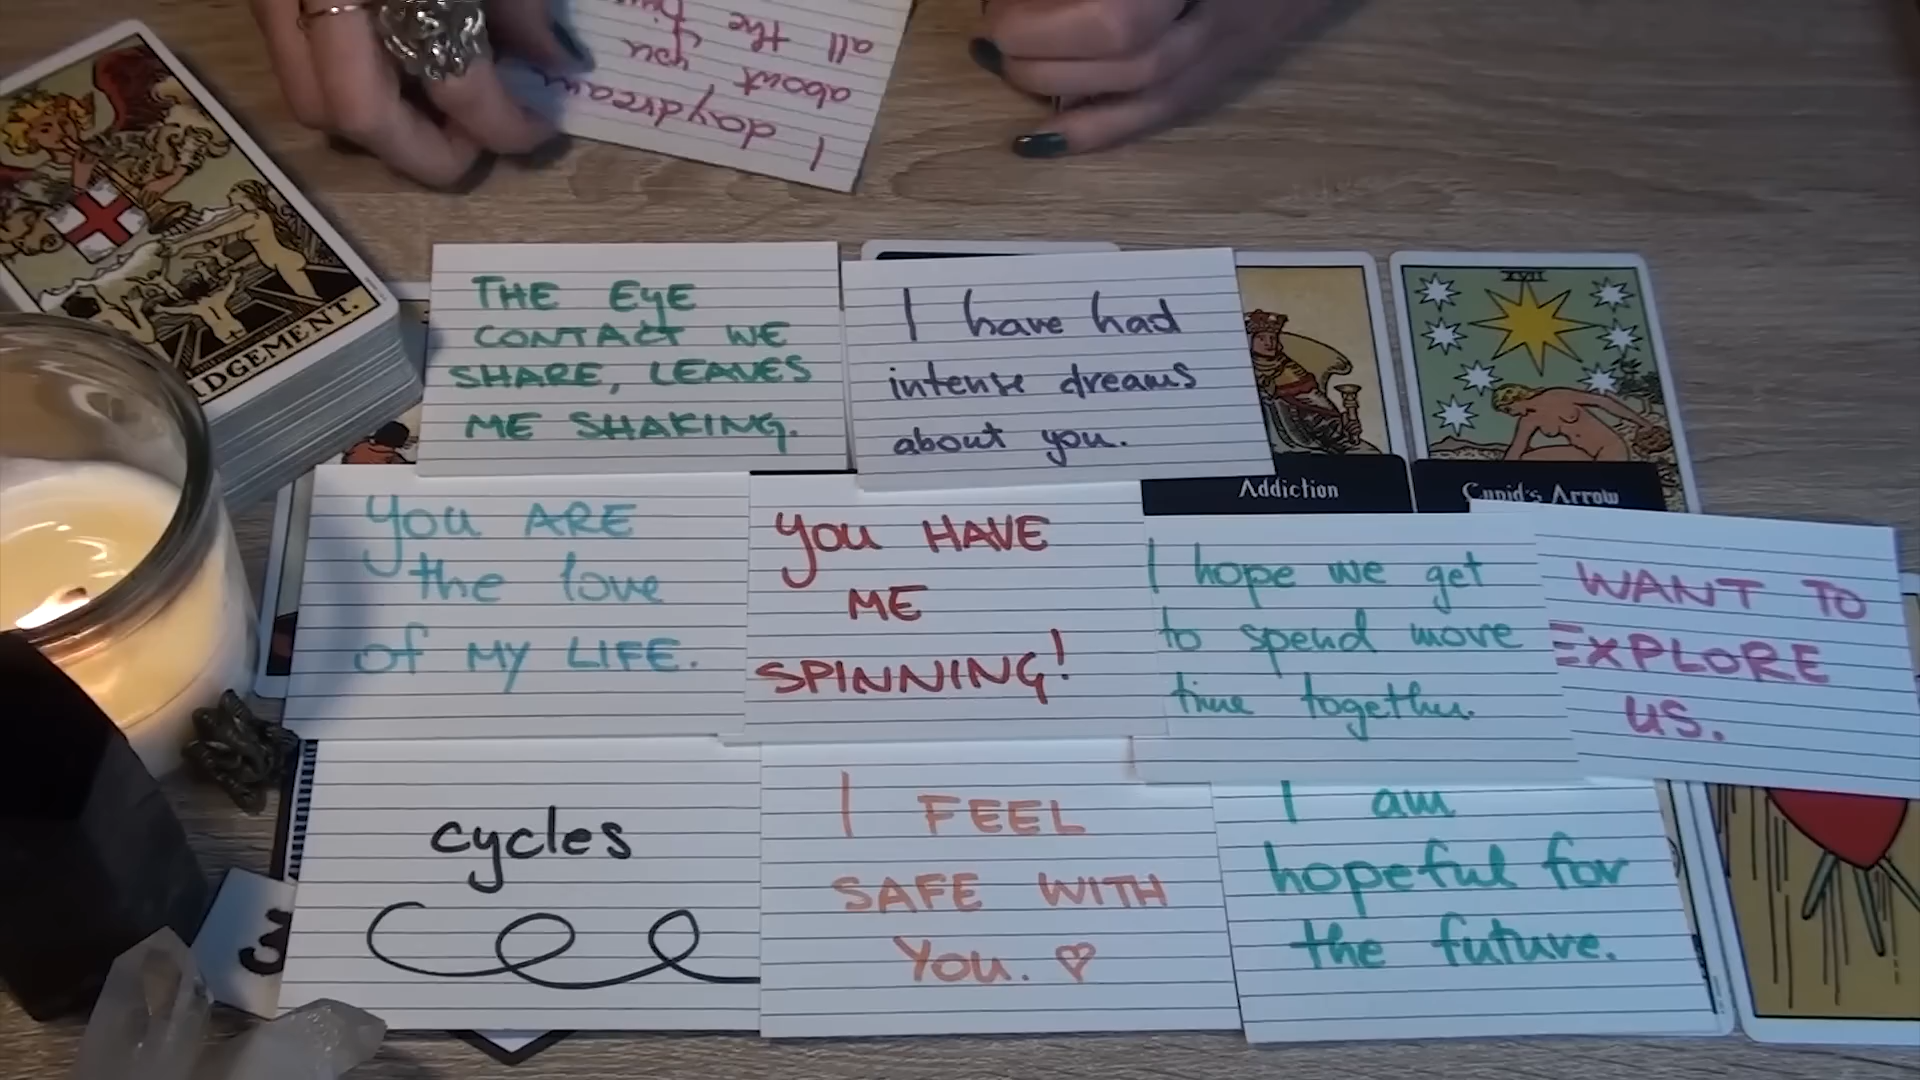 I daydream
about you
all the
JUDGEMENT.
THE EYE
CONTACT WE
SHARE, LEAVES
ME SHAKING.
I have had
intense dreams
about you.
XVII
Addiction
Cupid's Arrow
You ARE
the love
of MY LIFE.
You HAVE
ME
SPINNING!
I hope we get
to spend more
time together.
WANT TO
EXPLORE
US.
cycles
I FEEL
SAFE WITH
You. ♡
I am
hopeful for
the future.